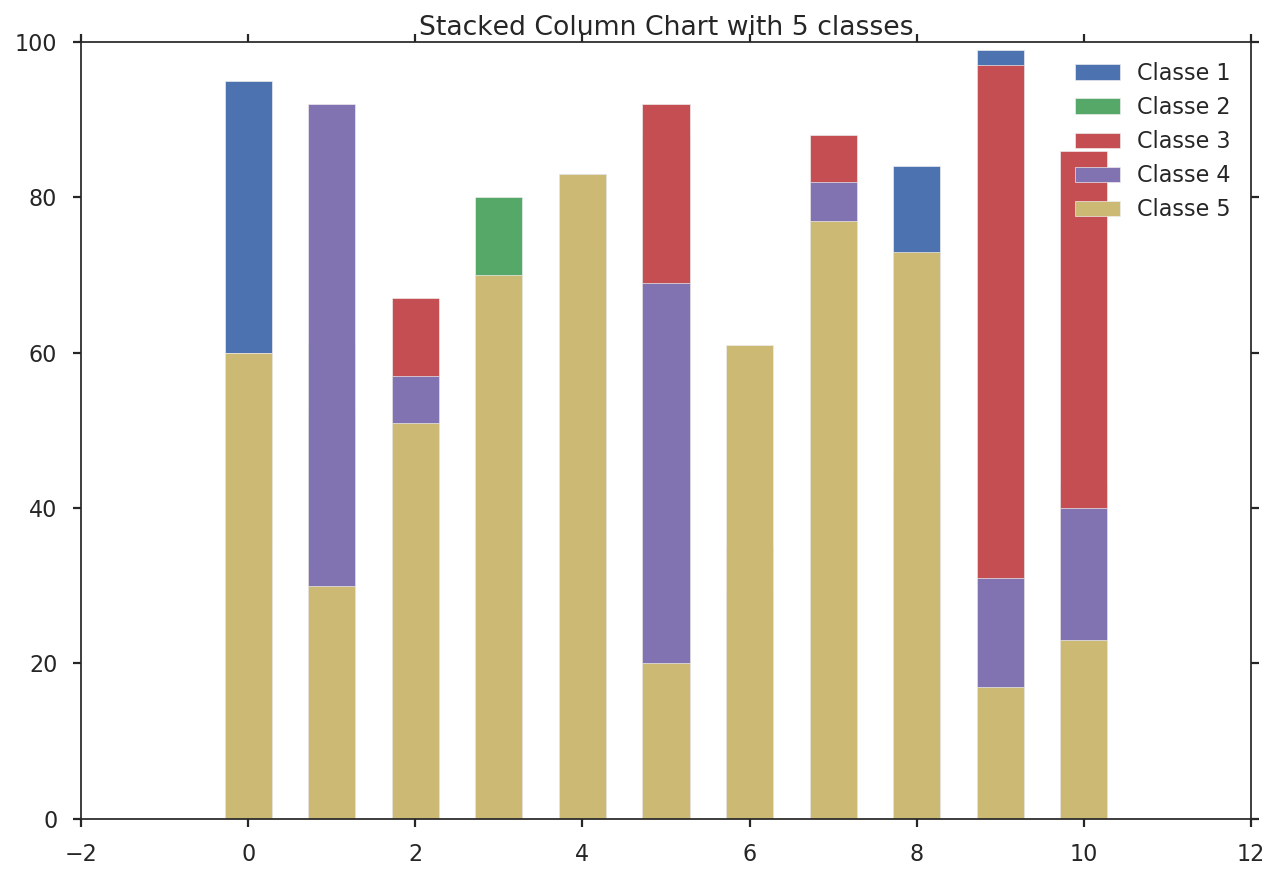 Stacked Column Chart with 5 classes
100
80
60
40
20
0
Classe 1
Classe 2
Classe 3
Classe 4
Classe 5
−2 0 2 4 6 8 10 12